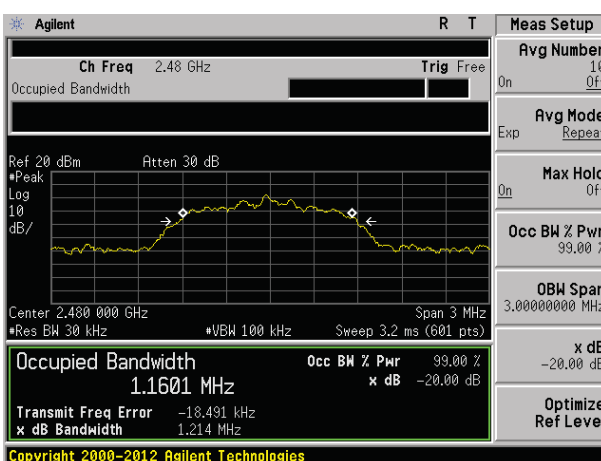 Agilent R T
Meas Setup
Ch Freq 2.48 GHz Trig Free
Occupied Bandwidth
Avg Number
10
On Off
Avg Mode
Exp Repeat
Max Hold
On Off
Occ BW % Pwr
99.00 %
OBW Span
3.00000000 MHz
x dB
-20.00 dB
Optimize
Ref Level
Ref 20 dBm Atten 30 dB
#Peak
Log
10
dB/
Center 2.480 000 GHz Span 3 MHz
#Res BW 30 kHz #VBW 100 kHz Sweep 3.2 ms (601 pts)
Occupied Bandwidth Occ BW % Pwr 99.00 %
1.1601 MHz x dB -20.00 dB
Transmit Freq Error -18.491 kHz
x dB Bandwidth 1.214 MHz
Copyright 2000-2012 Agilent Technologies